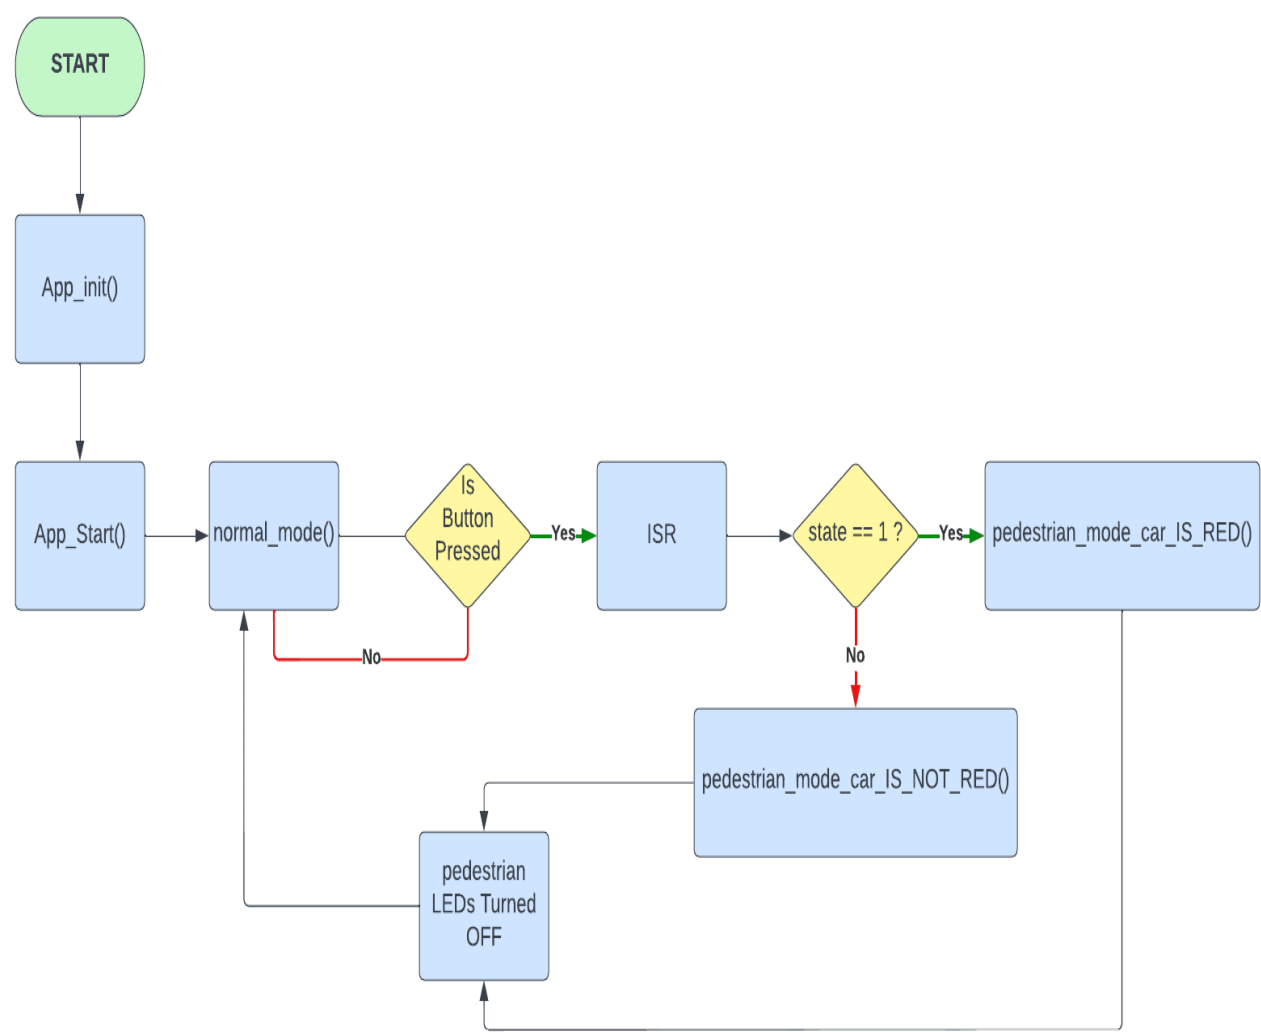 START
App_init()
App_Start()
normal_mode()
Is
Button
Pressed
Yes
ISR
state == 1 ?
Yes
pedestrian_mode_car_IS_RED()
No
No
pedestrian_mode_car_IS_NOT_RED()
pedestrian
LEDs Turned
OFF